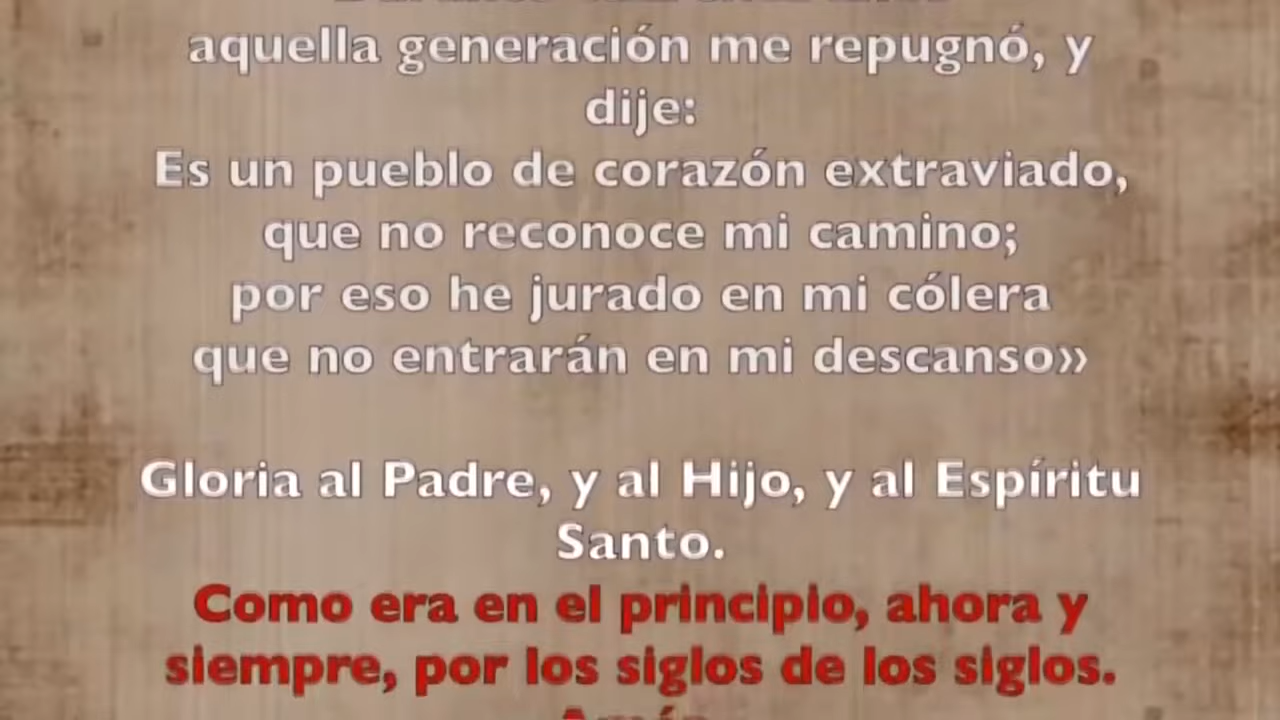 aquella generación me repugnó, y
dije:
Es un pueblo de corazón extraviado,
que no reconoce mi camino;
por eso he jurado en mi cólera
que no entrarán en mi descanso»
Gloria al Padre, y al Hijo, y al Espíritu
Santo.
Como era en el principio, ahora y
siempre, por los siglos de los siglos.